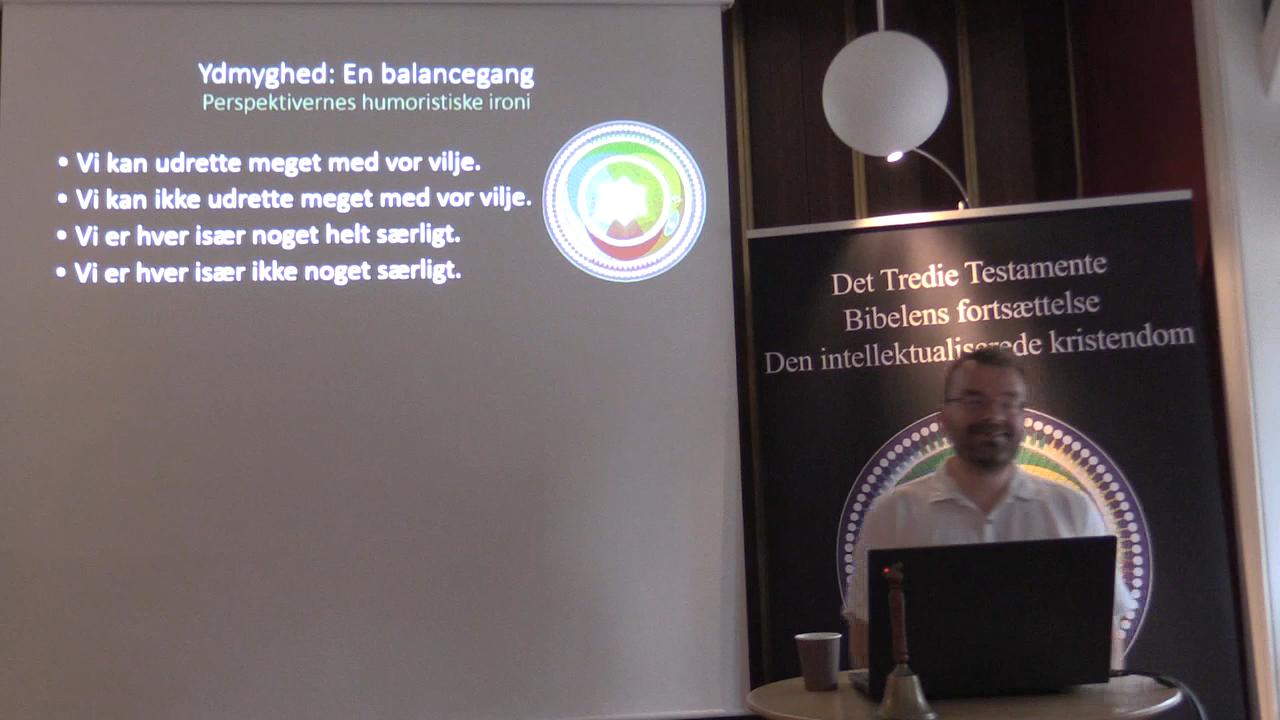 Ydmyghed: En balancegang
Perspektivernes humoristiske ironi
• Vi kan udrette meget med vor vilje.
• Vi kan ikke udrette meget med vor vilje.
• Vi er hver især noget helt særligt.
• Vi er hver især ikke noget særligt.
Det Tredie Testamente
Bibelens fortsættelse
Den intellektualiserede kristendom